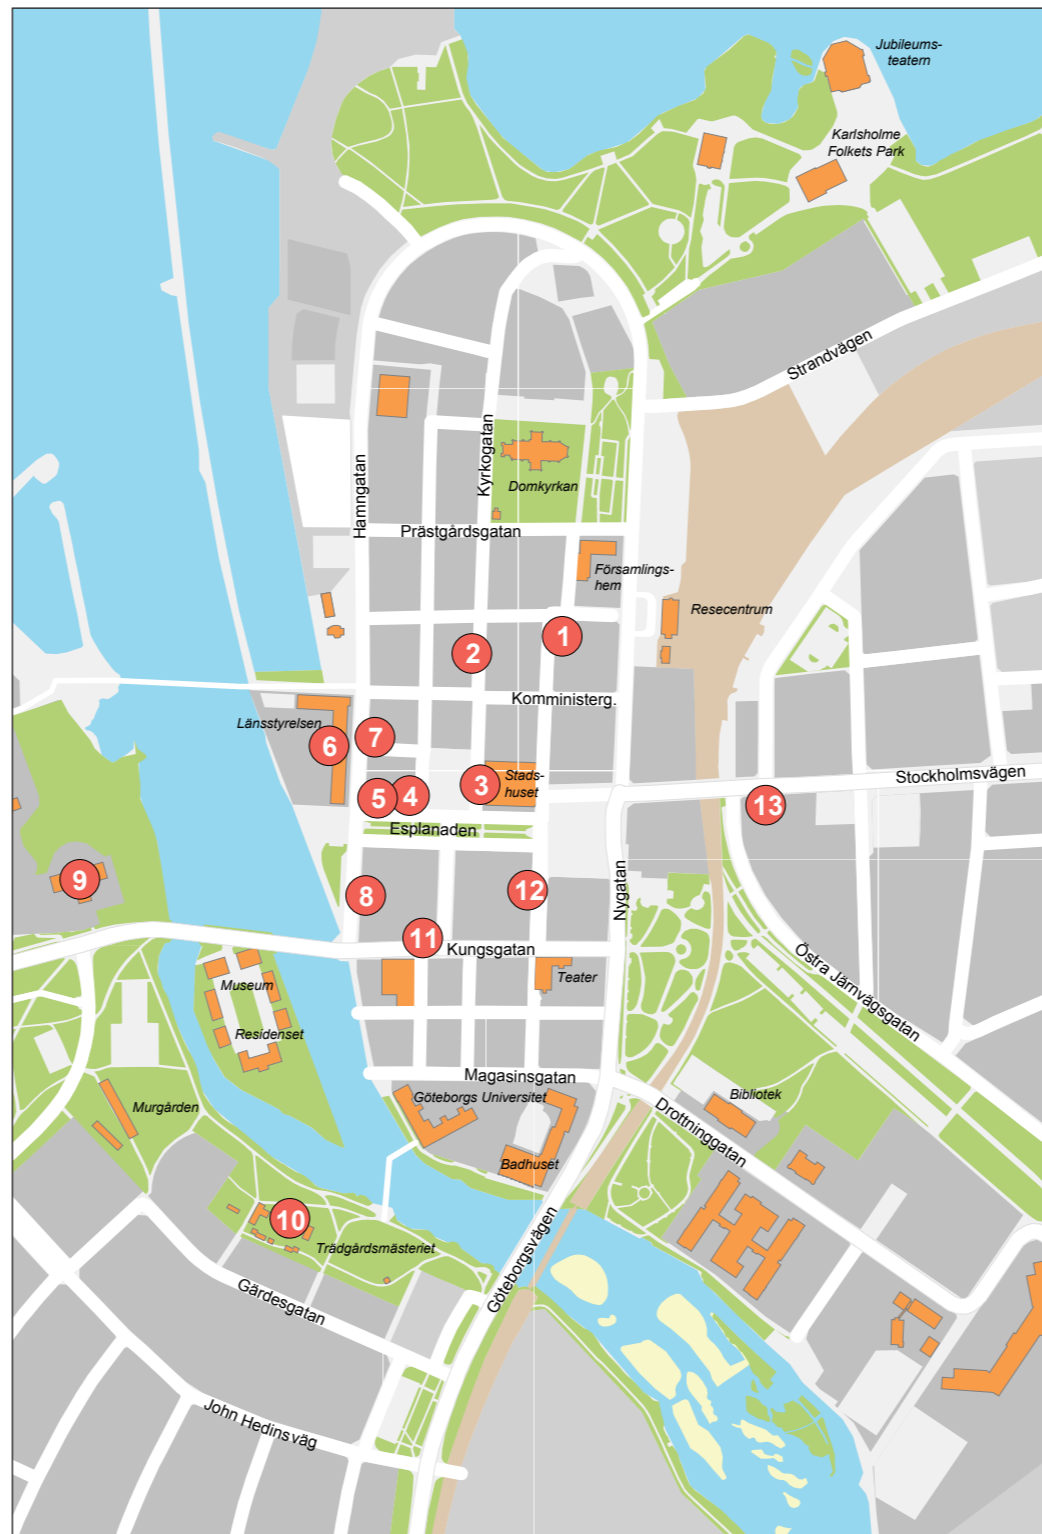 Jubileums-
teatern
Karlsholme
Folkets Park
Strandvägen
Kyrkogatan
Hamngatan
Domkyrkan
Prästgårdsgatan
Församlings-
hem
Resecentrum
1
2
Komministerg.
Länsstyrelsen
7
6
Stads-
huset
Stockholmsvägen
3
4
5
13
Esplanaden
9
12
8
Nygatan
11
Kungsgatan
Östra Järnvägsgatan
Museum
Teater
Residenset
Magasinsgatan
Göteborgs Universitet
Bibliotek
Murgården
Drottninggatan
Badhuset
10
Trädgårdsmästeriet
Göteborgsvägen
Gärdesgatan
John Hedins väg